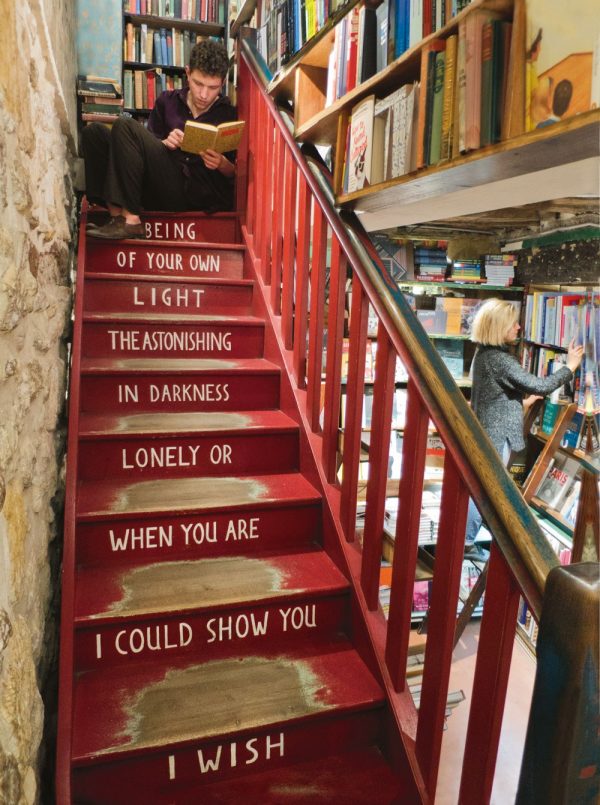 I WISH
I COULD SHOW YOU
WHEN YOU ARE
LONELY OR
IN DARKNESS
THE ASTONISHING
LIGHT
OF YOUR OWN
BEING